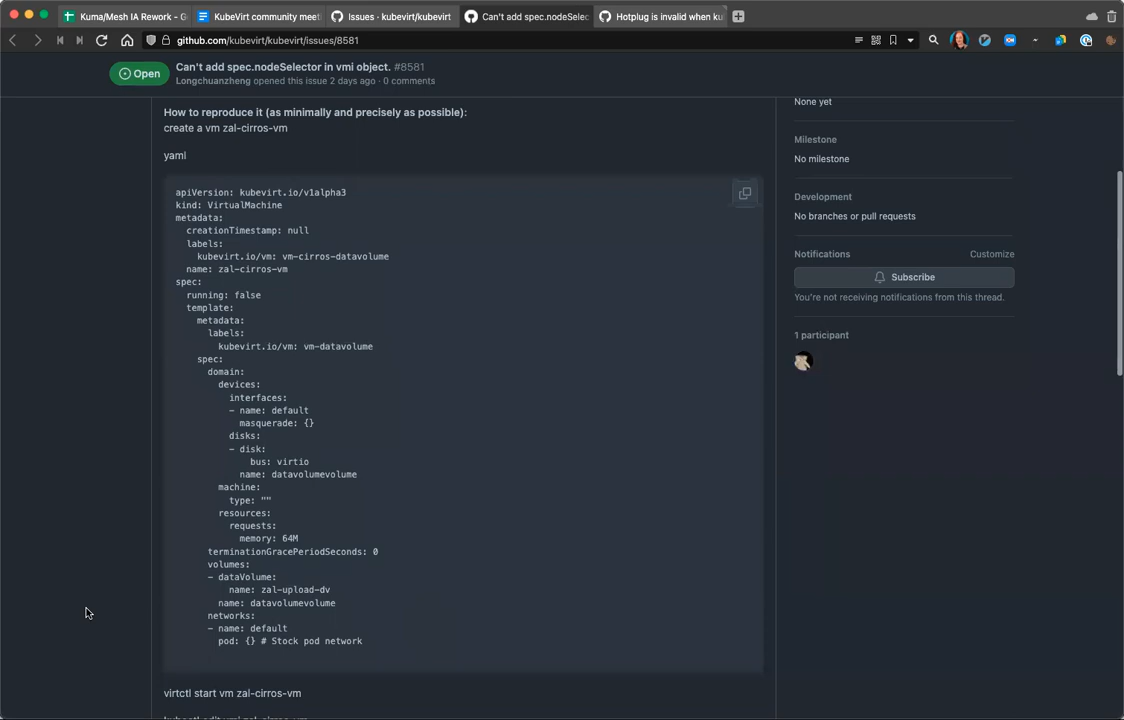 Kuma/Mesh IA Rework - G
KubeVirt community meet
Issues · kubevirt/kubevirt
Can't add spec.nodeSelec
Hotplug is invalid when ku
github.com/kubevirt/kubevirt/issues/8581
Open
Can't add spec.nodeSelector in vmi object. #8581
Longchuanzheng opened this issue 2 days ago · 0 comments
How to reproduce it (as minimally and precisely as possible):
create a vm zal-cirros-vm
yaml
apiVersion: kubevirt.io/v1alpha3
kind: VirtualMachine
metadata:
  creationTimestamp: null
  labels:
    kubevirt.io/vm: vm-cirros-datavolume
  name: zal-cirros-vm
spec:
  running: false
  template:
    metadata:
      labels:
        kubevirt.io/vm: vm-datavolume
    spec:
      domain:
        devices:
          interfaces:
          - name: default
            masquerade: {}
          disks:
          - disk:
              bus: virtio
            name: datavolumevolume
        machine:
          type: ""
        resources:
          requests:
            memory: 64M
      terminationGracePeriodSeconds: 0
      volumes:
      - dataVolume:
          name: zal-upload-dv
        name: datavolumevolume
      networks:
      - name: default
        pod: {} # Stock pod network
virtctl start vm zal-cirros-vm
kubectl edit vmi zal-cirros-vm
None yet
Milestone
No milestone
Development
No branches or pull requests
Notifications
Customize
Subscribe
You're not receiving notifications from this thread.
1 participant